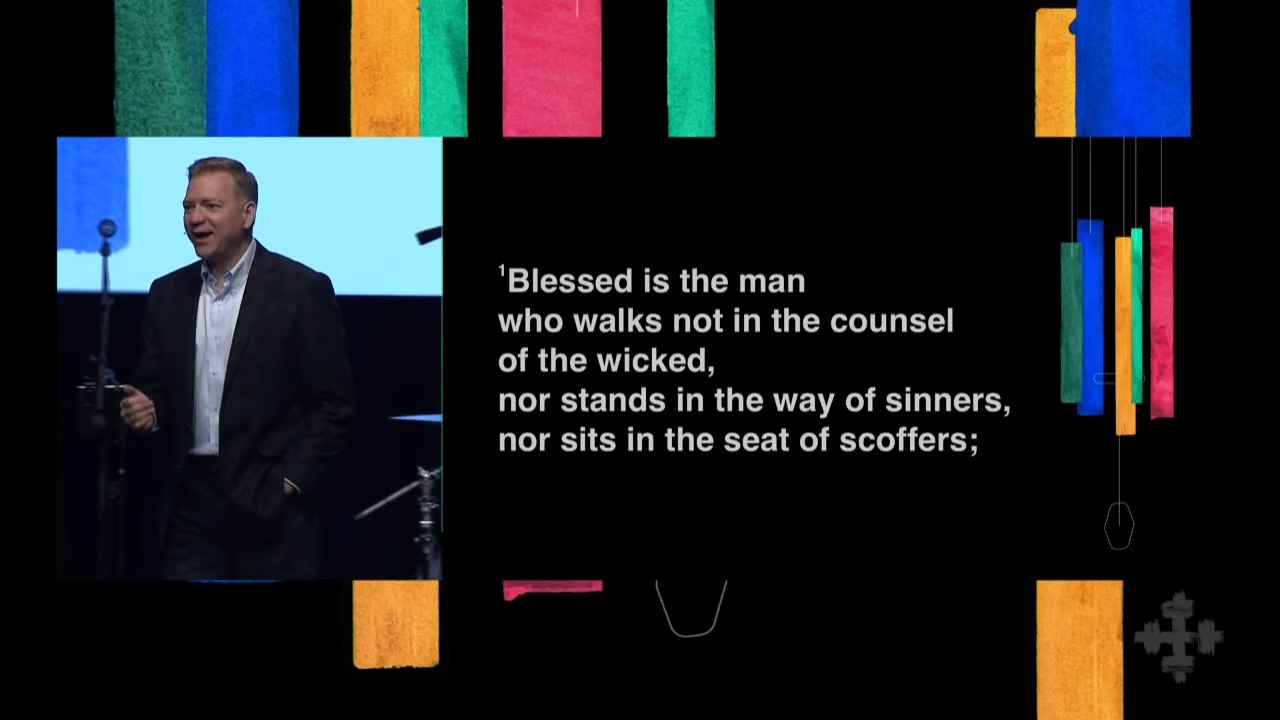 ¹Blessed is the man
who walks not in the counsel
of the wicked,
nor stands in the way of sinners,
nor sits in the seat of scoffers;